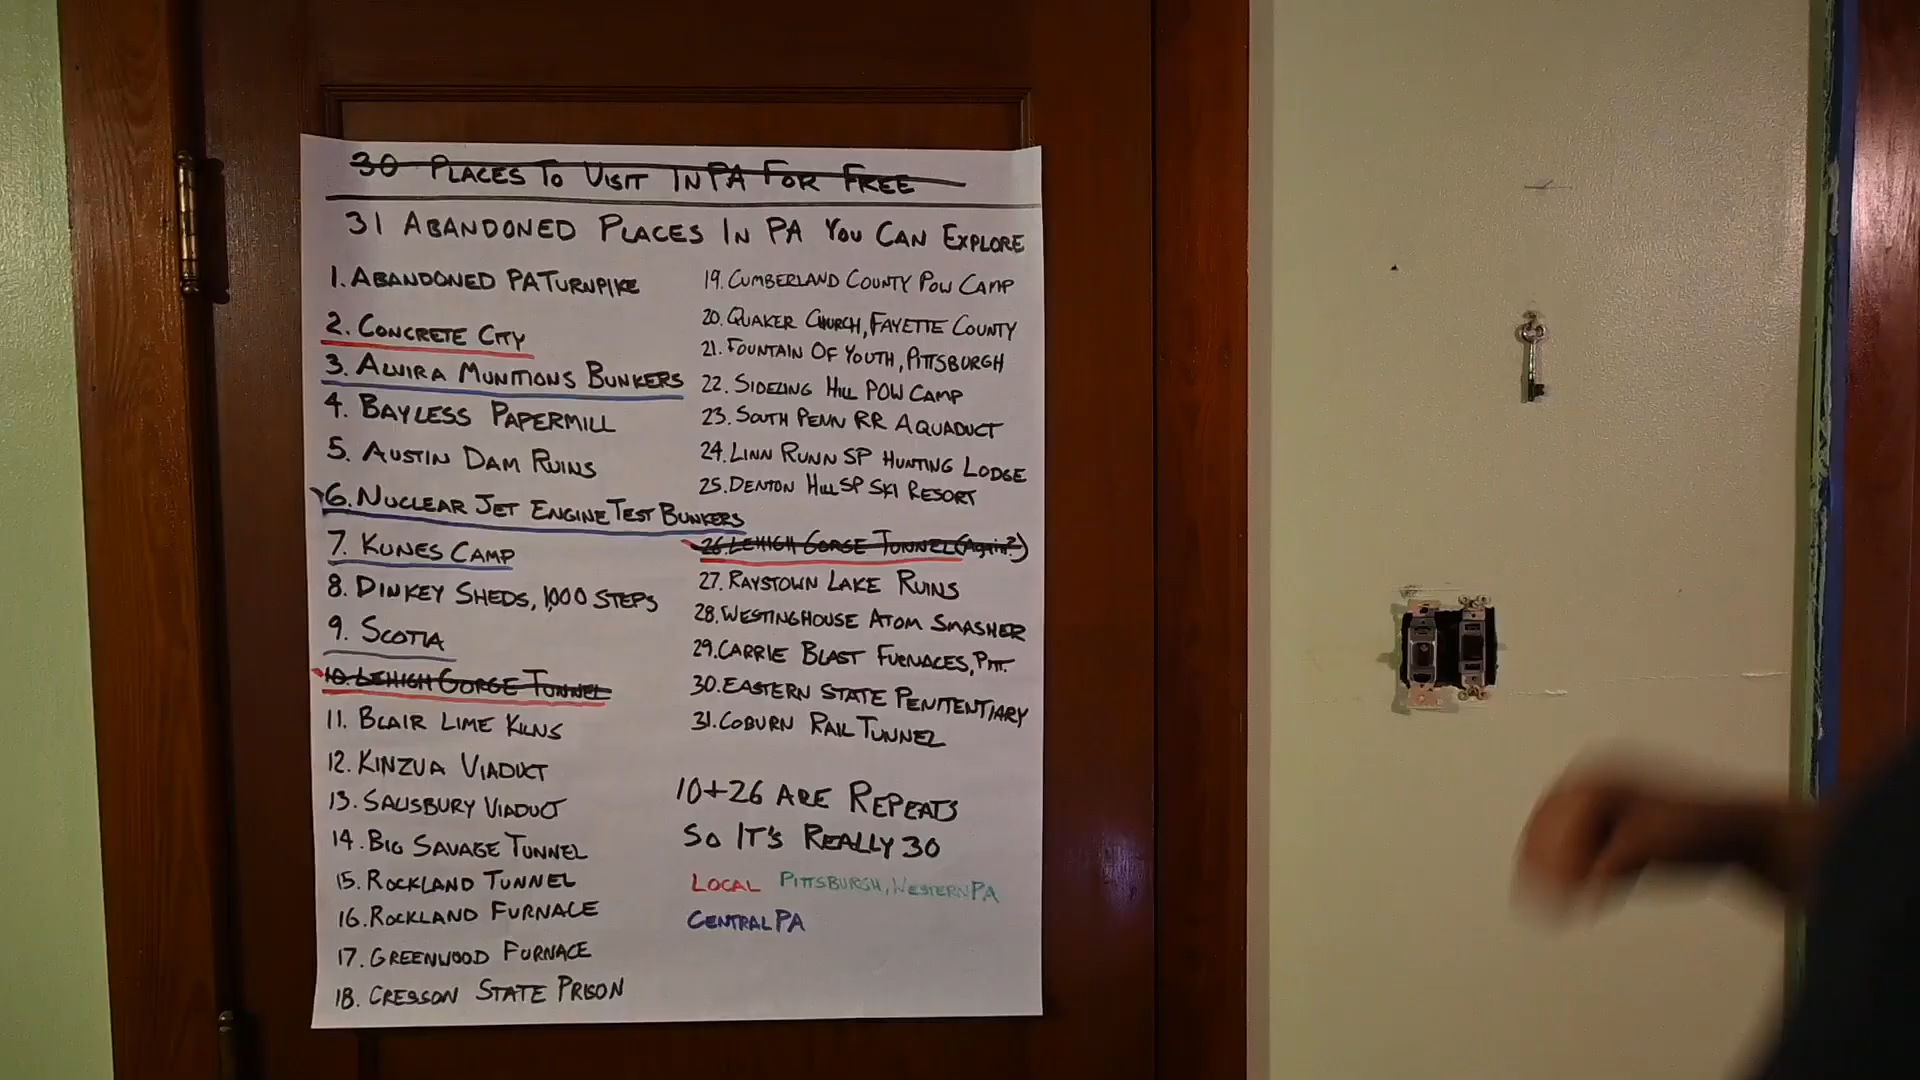 30 PLACES TO VISIT IN PA FOR FREE
31 ABANDONED PLACES IN PA YOU CAN EXPLORE
1. ABANDONED PA TURNPIKE
2. CONCRETE CITY
3. ALVIRA MUNITIONS BUNKERS
4. BAYLESS PAPERMILL
5. AUSTIN DAM RUINS
6. NUCLEAR JET ENGINE TEST BUNKERS
7. KUNES CAMP
8. DINKEY SHEDS, 1,000 STEPS
9. SCOTIA
10. LEHIGH GORGE TUNNEL
11. BLAIR LIME KILNS
12. KINZUA VIADUCT
13. SALISBURY VIADUCT
14. BIG SAVAGE TUNNEL
15. ROCKLAND TUNNEL
16. ROCKLAND FURNACE
17. GREENWOOD FURNACE
18. CRESSON STATE PRISON
19. CUMBERLAND COUNTY POW CAMP
20. QUAKER CHURCH, FAYETTE COUNTY
21. FOUNTAIN OF YOUTH, PITTSBURGH
22. SIDELING HILL POW CAMP
23. SOUTH PENN RR AQUADUCT
24. LINN RUNN SP HUNTING LODGE
25. DENTON HILL SP SKI RESORT
26. LEHIGH GORGE TUNNEL (Again?)
27. RAYSTOWN LAKE RUINS
28. WESTINGHOUSE ATOM SMASHER
29. CARRIE BLAST FURNACES, PITT.
30. EASTERN STATE PENITENTIARY
31. COBURN RAIL TUNNEL
10+26 ARE REPEATS
SO IT'S REALLY 30
LOCAL PITTSBURGH, WESTERN PA
CENTRAL PA